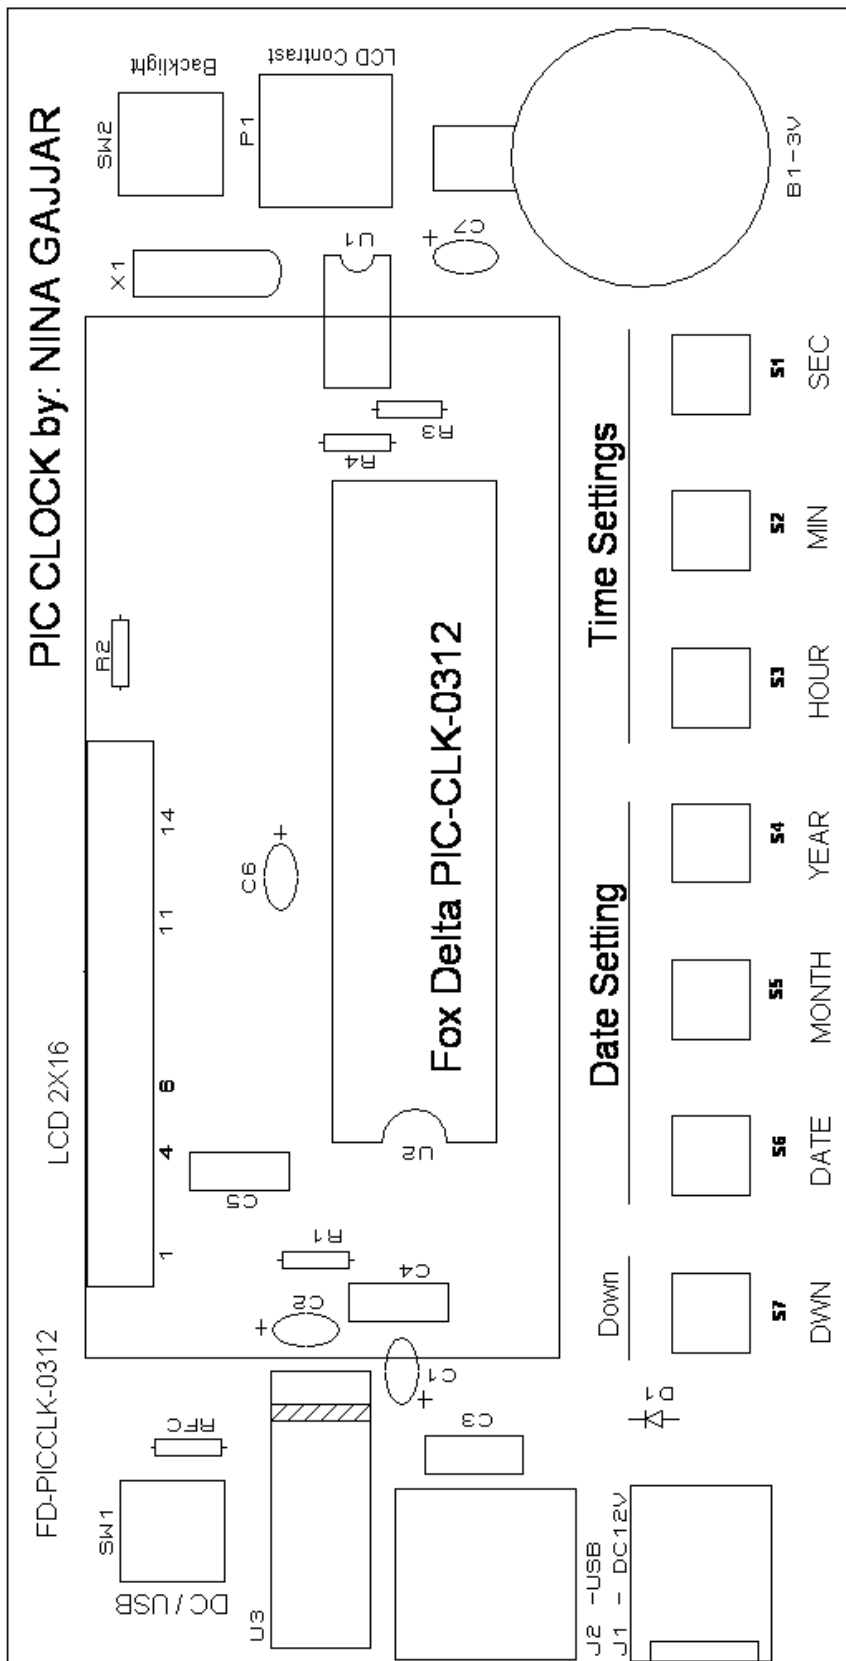 PIC CLOCK by: NINA GAJJAR
Backlight
SW2
LCD Contrast
P1
X1
U1
C7
+
B1-3V
R3
R4
R2
LCD 2X16
1
4
8
11
14
C6
+
C5
Fox Delta PIC-CLK-0312
U2
R1
C4
C2
+
C1
+
FD-PICCLK-0312
RFC
SW1
DC / USB
U3
C3
J2 -USB
J1 - DC12V
D1
Down
Date Setting
Time Settings
S7
DWN
S6
DATE
S5
MONTH
S4
YEAR
S3
HOUR
S2
MIN
S1
SEC